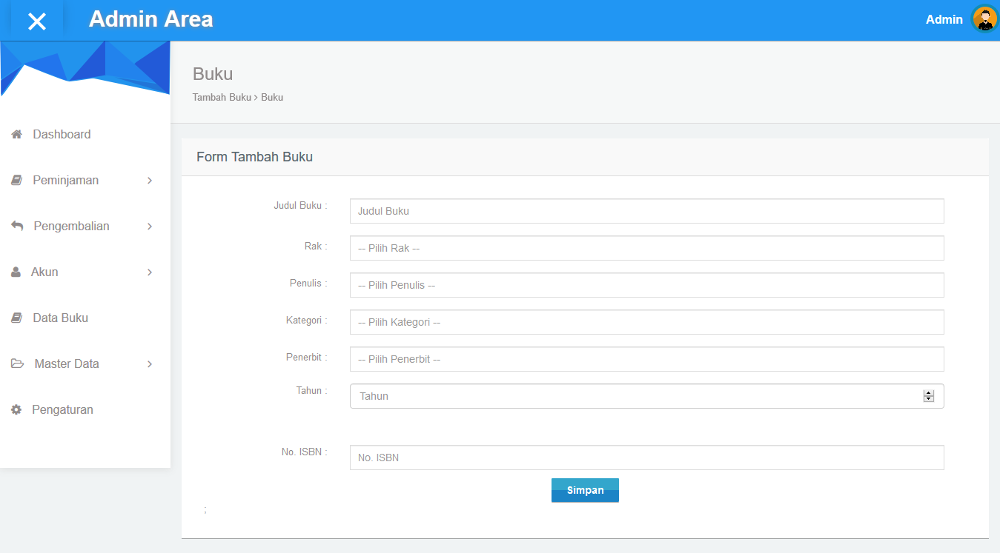 Admin Area
Admin
Dashboard
Peminjaman
Pengembalian
Akun
Data Buku
Master Data
Pengaturan
Buku
Tambah Buku > Buku
Form Tambah Buku
Judul Buku : Judul Buku
Rak : -- Pilih Rak --
Penulis : -- Pilih Penulis --
Kategori : -- Pilih Kategori --
Penerbit : -- Pilih Penerbit --
Tahun : Tahun
No. ISBN : No. ISBN
Simpan
;